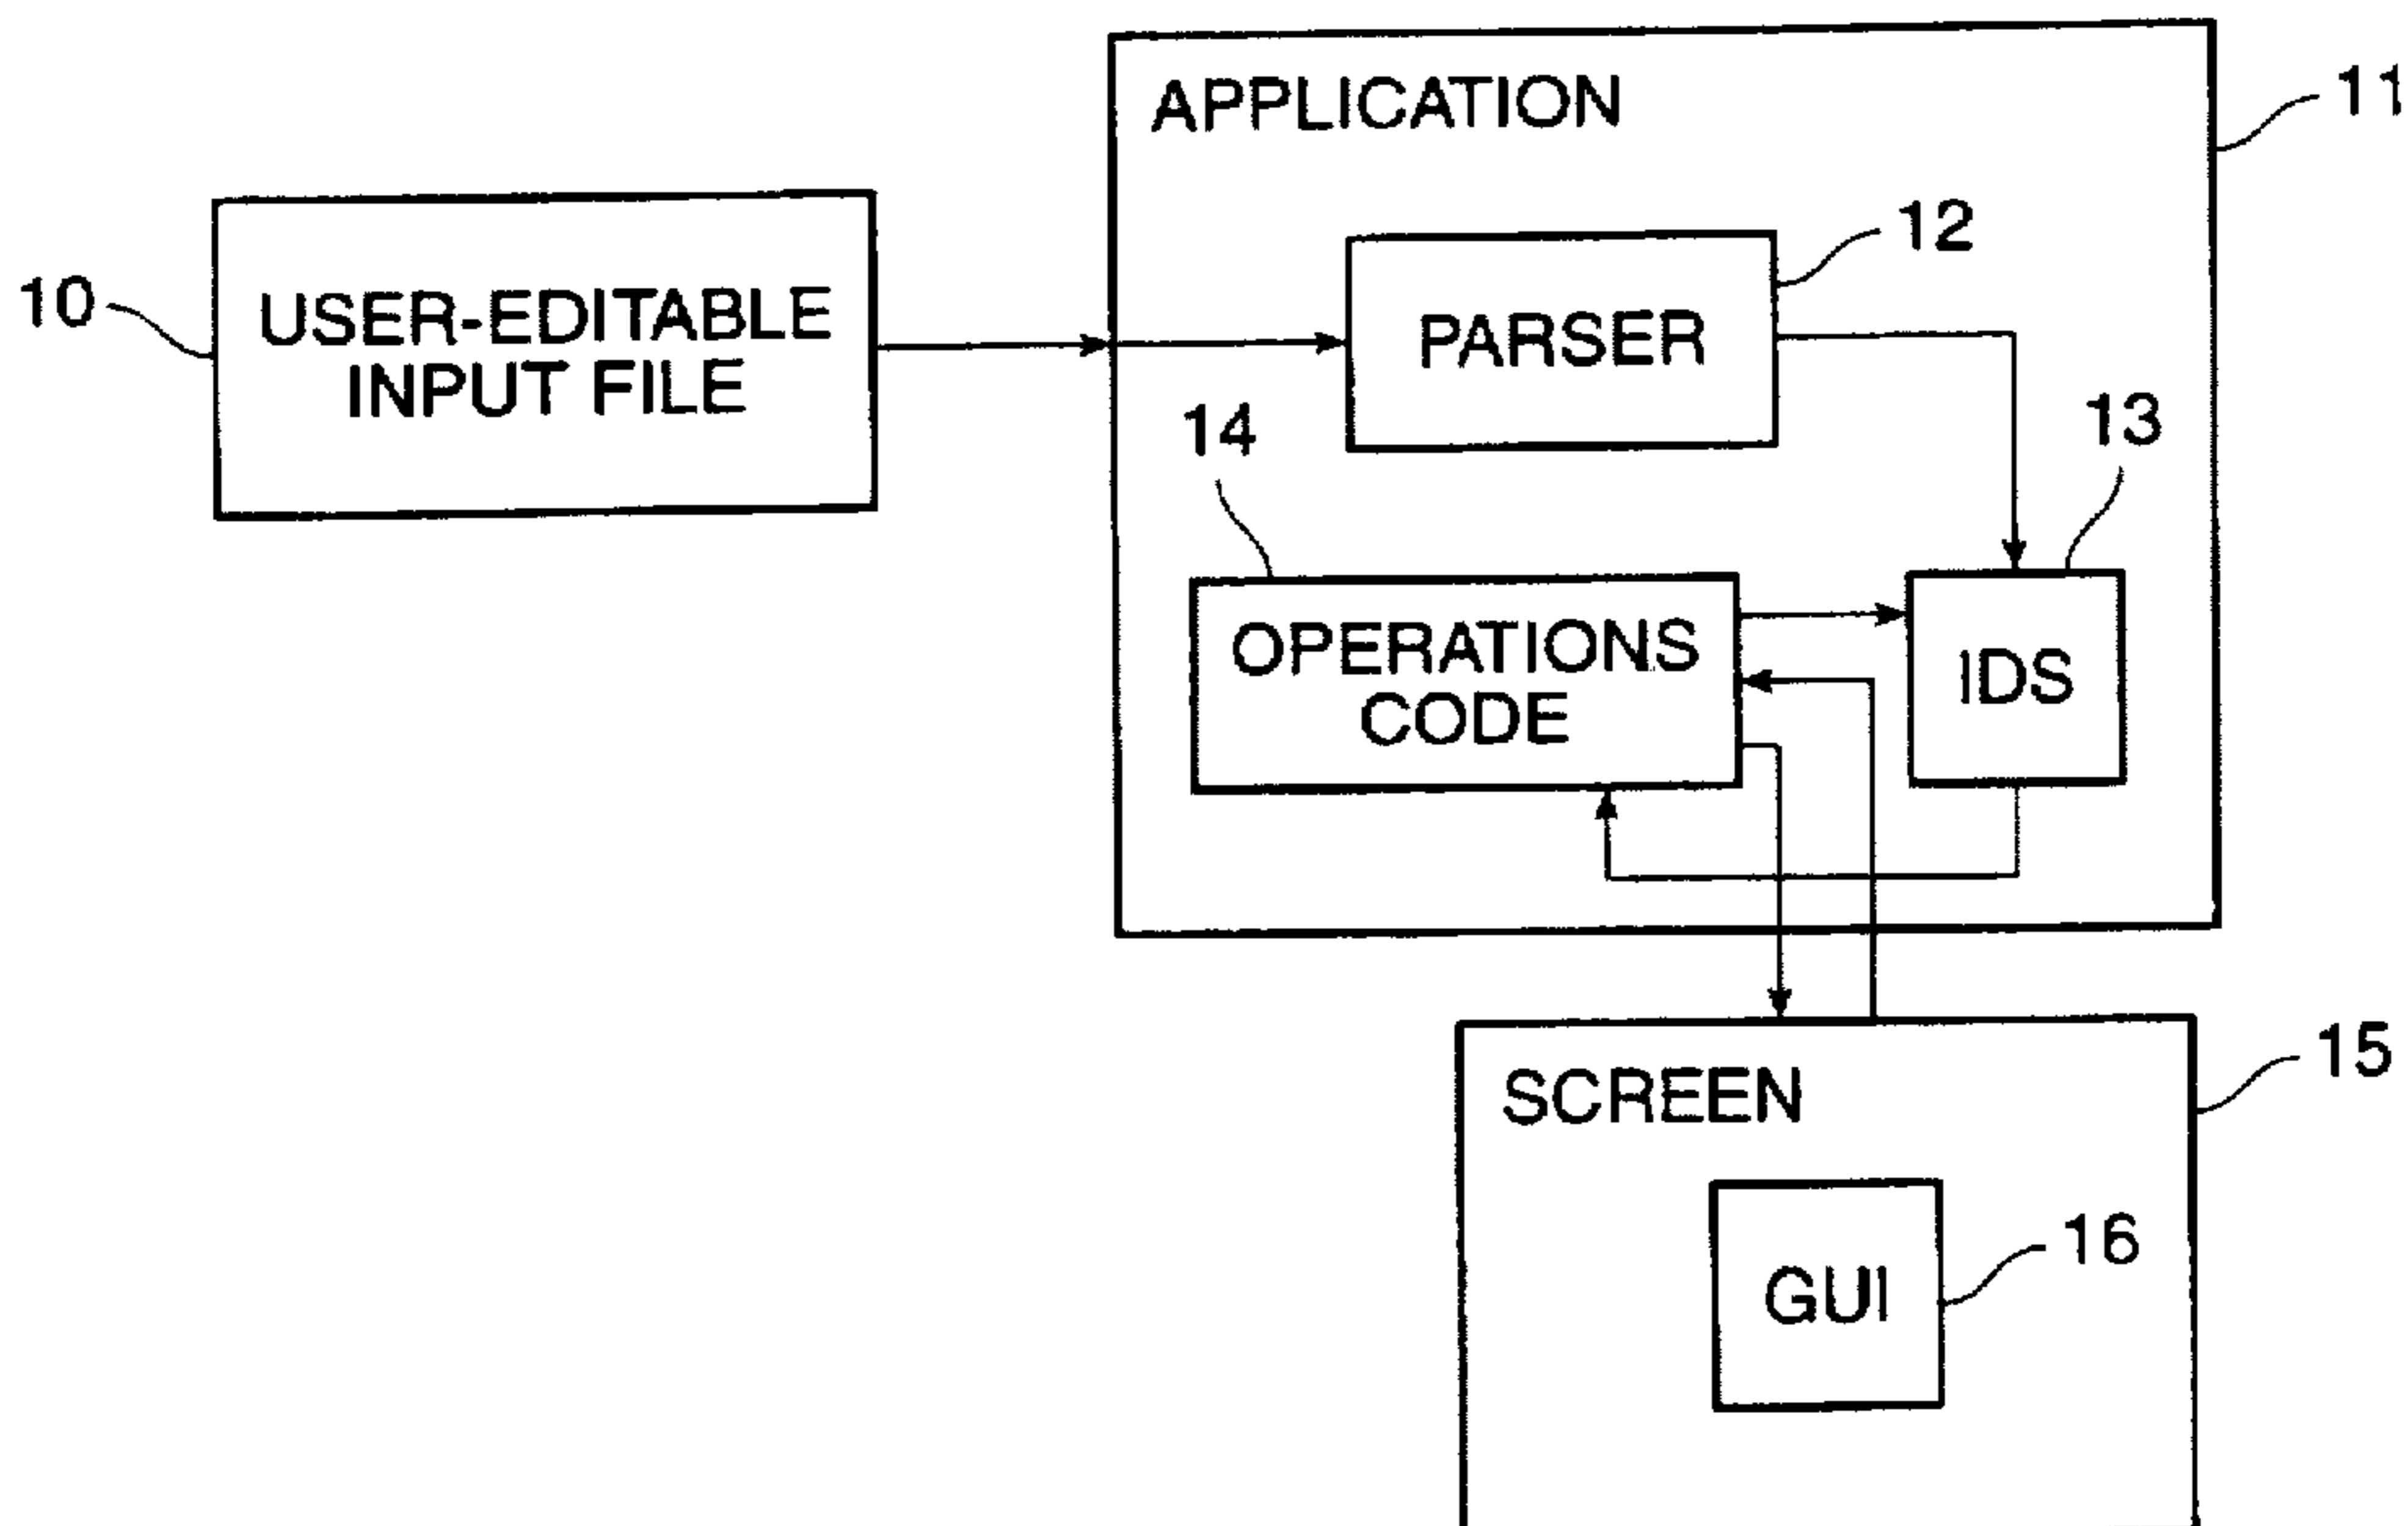 APPLICATION
11
12
10
USER-EDITABLE
INPUT FILE
PARSER
14
13
OPERATIONS
CODE
IDS
SCREEN
15
GUI
16